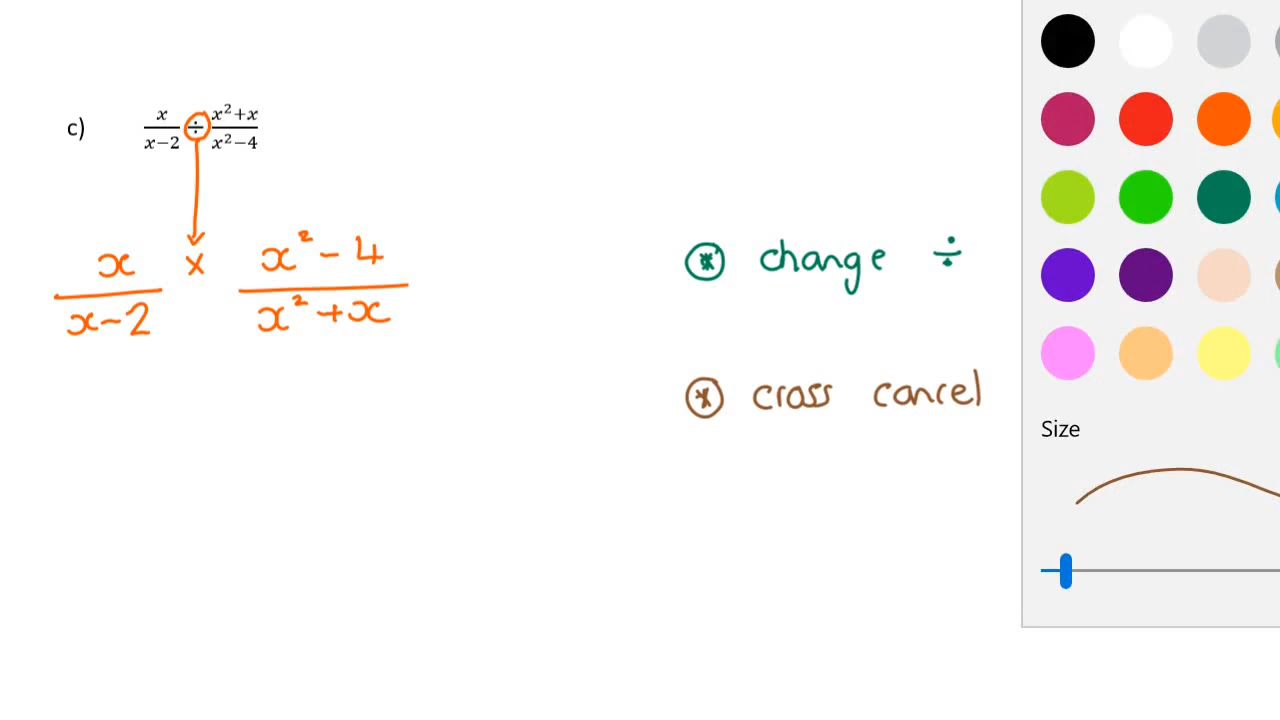 c) x/x−2 ÷ x²+x/x²−4
x/x−2 × x²−4/x²+x
⊛ change ÷
⊛ cross cancel
Size